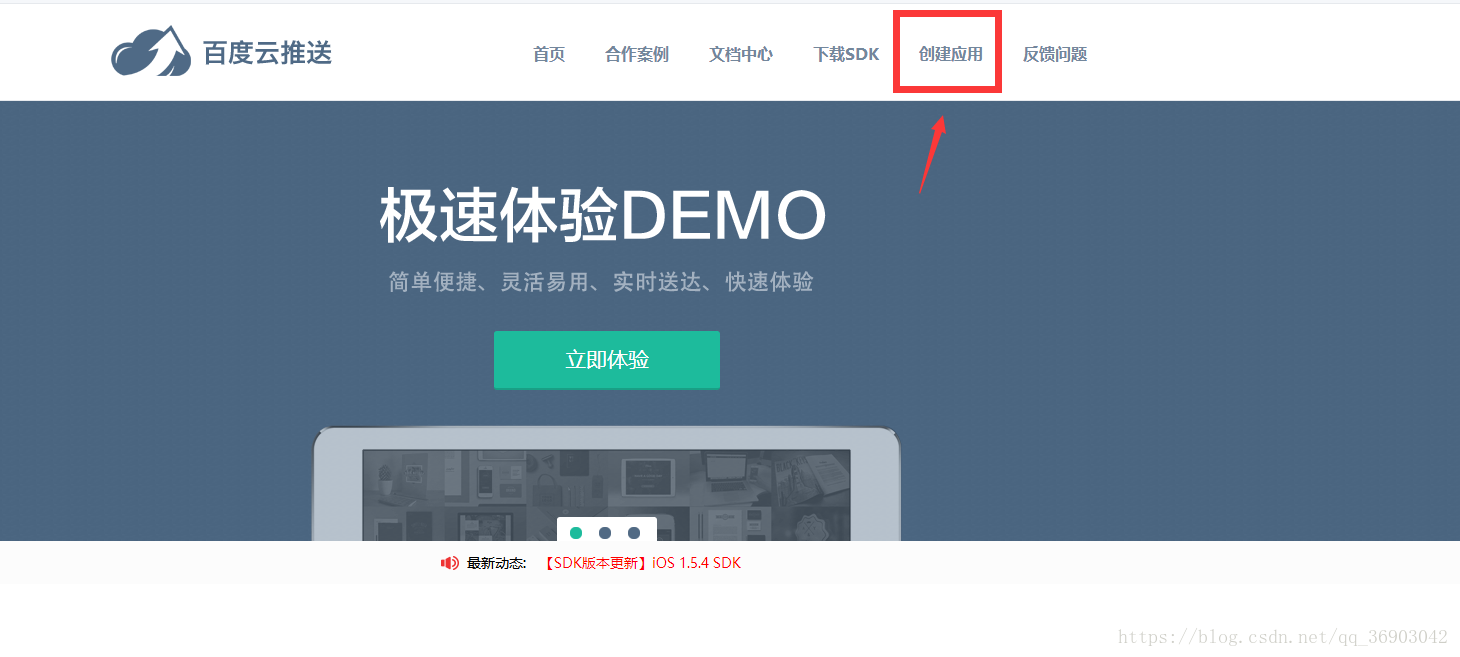 百度云推送 首页 合作案例 文档中心 下载SDK 创建应用 反馈问题
极速体验DEMO
简单便捷、灵活易用、实时送达、快速体验
立即体验
最新动态: 【SDK版本更新】iOS 1.5.4 SDK
https://blog.csdn.net/qq_36903042